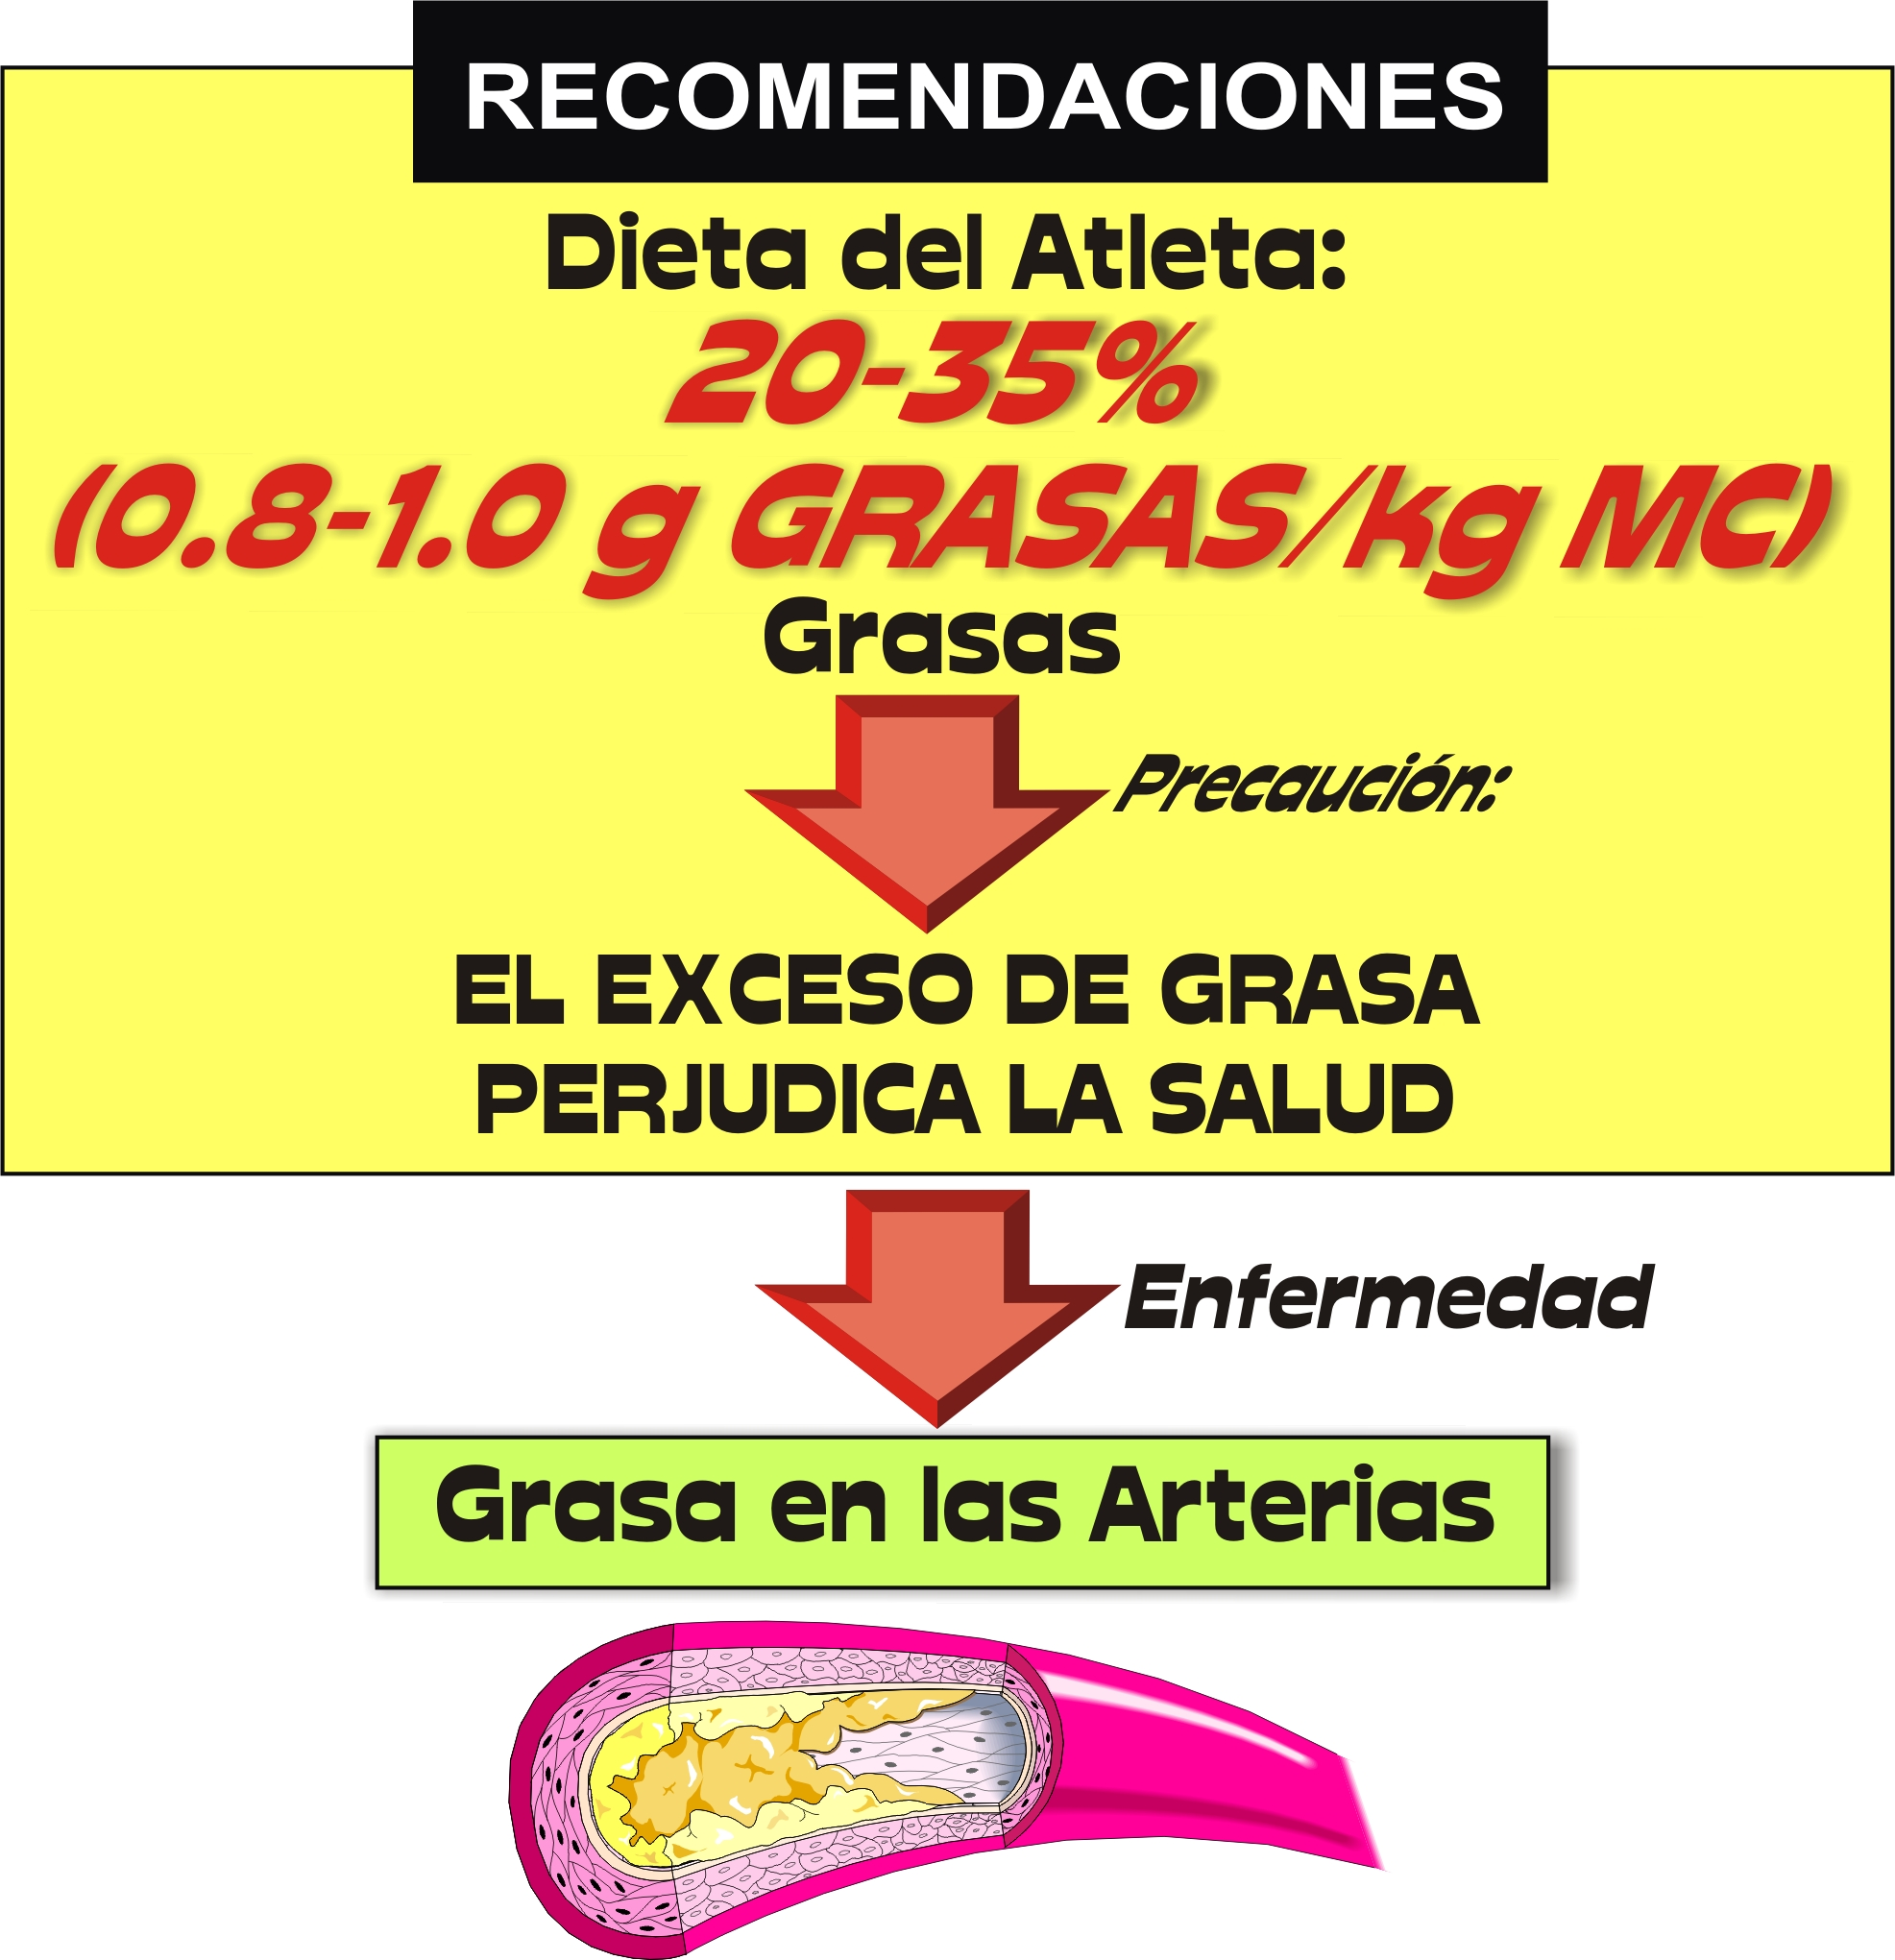 RECOMENDACIONES
Dieta del Atleta:
20-35%
(0.8-1.0 g GRASAS/kg MC)
Grasas
Precaución:
EL EXCESO DE GRASA
PERJUDICA LA SALUD
Enfermedad
Grasa en las Arterias